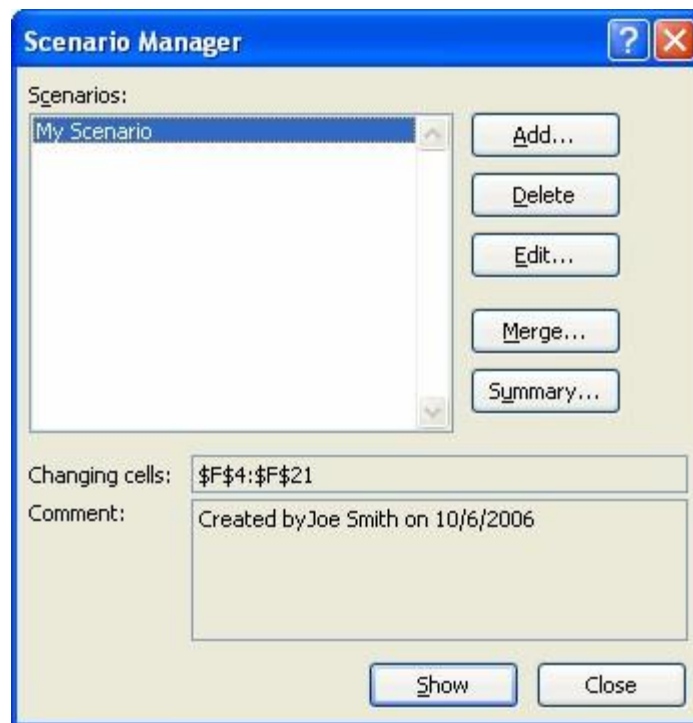 Scenario Manager
?
Scenarios:
My Scenario
Add...
Delete
Edit...
Merge...
Summary...
Changing cells: $F$4:$F$21
Comment: Created byJoe Smith on 10/6/2006
Show Close